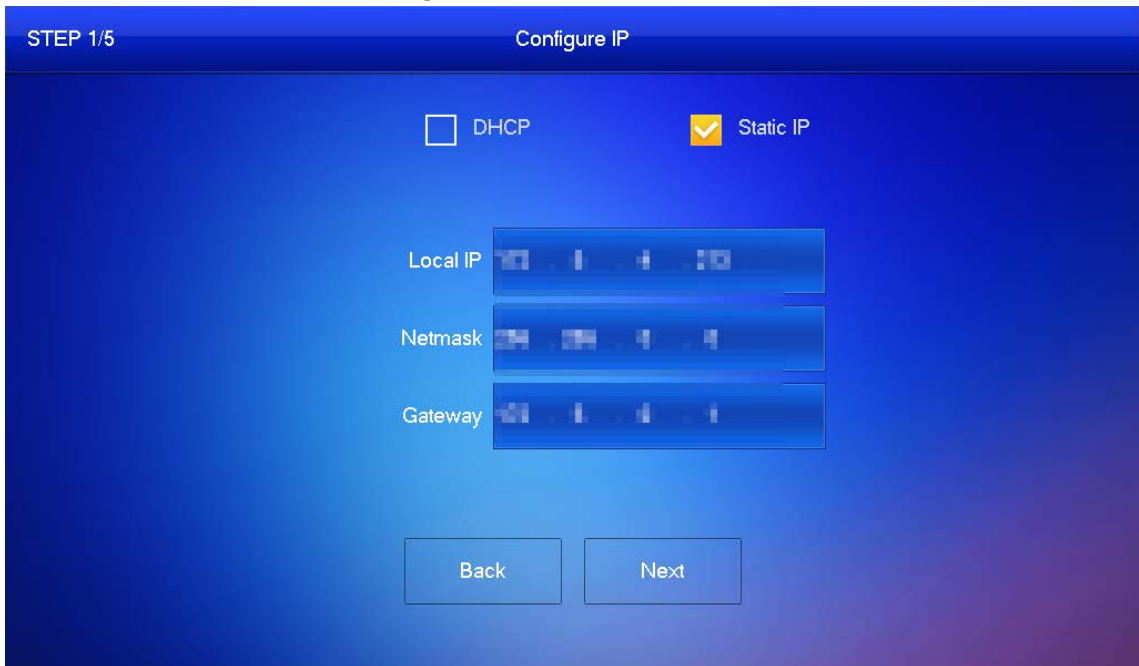 STEP 1/5
Configure IP
DHCP
Static IP
Local IP
Netmask
Gateway
Back
Next